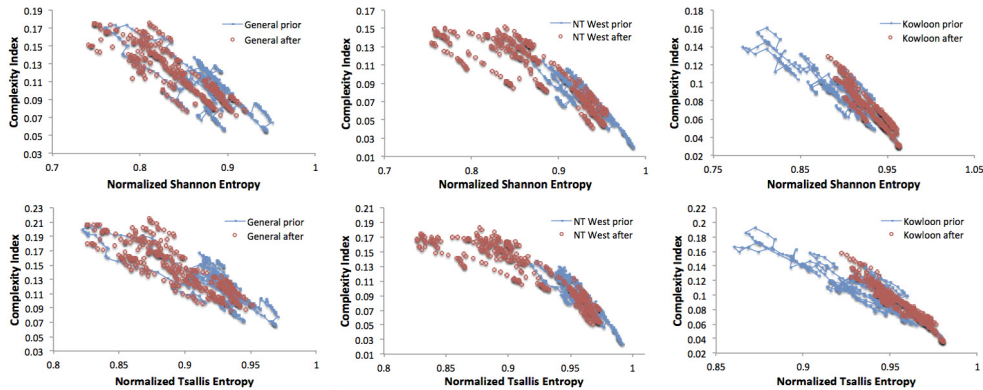 0.19
0.17
0.15
0.13
0.11
0.09
0.07
0.05
0.03
Complexity Index
General prior
General after
0.7 0.8 0.9 1
Normalized Shannon Entropy
0.19
0.17
0.15
0.13
0.11
0.09
0.07
0.05
0.03
0.01
Complexity Index
NT West prior
NT West after
0.7 0.8 0.9 1
Normalized Shannon Entropy
0.18
0.16
0.14
0.12
0.1
0.08
0.06
0.04
0.02
Complexity Index
Kowloon prior
Kowloon after
0.75 0.85 0.95 1.05
Normalized Shannon Entropy
0.23
0.21
0.19
0.17
0.15
0.13
0.11
0.09
0.07
0.05
0.03
Complexity Index
General prior
General after
0.8 0.85 0.9 0.95 1
Normalized Tsallis Entropy
0.21
0.19
0.17
0.15
0.13
0.11
0.09
0.07
0.05
0.03
0.01
Complexity Index
NT West prior
NT West after
0.8 0.85 0.9 0.95 1
Normalized Tsallis Entropy
0.22
0.2
0.18
0.16
0.14
0.12
0.1
0.08
0.06
0.04
0.02
Complexity Index
Kowloon prior
Kowloon after
0.85 0.9 0.95 1
Normalized Tsallis Entropy